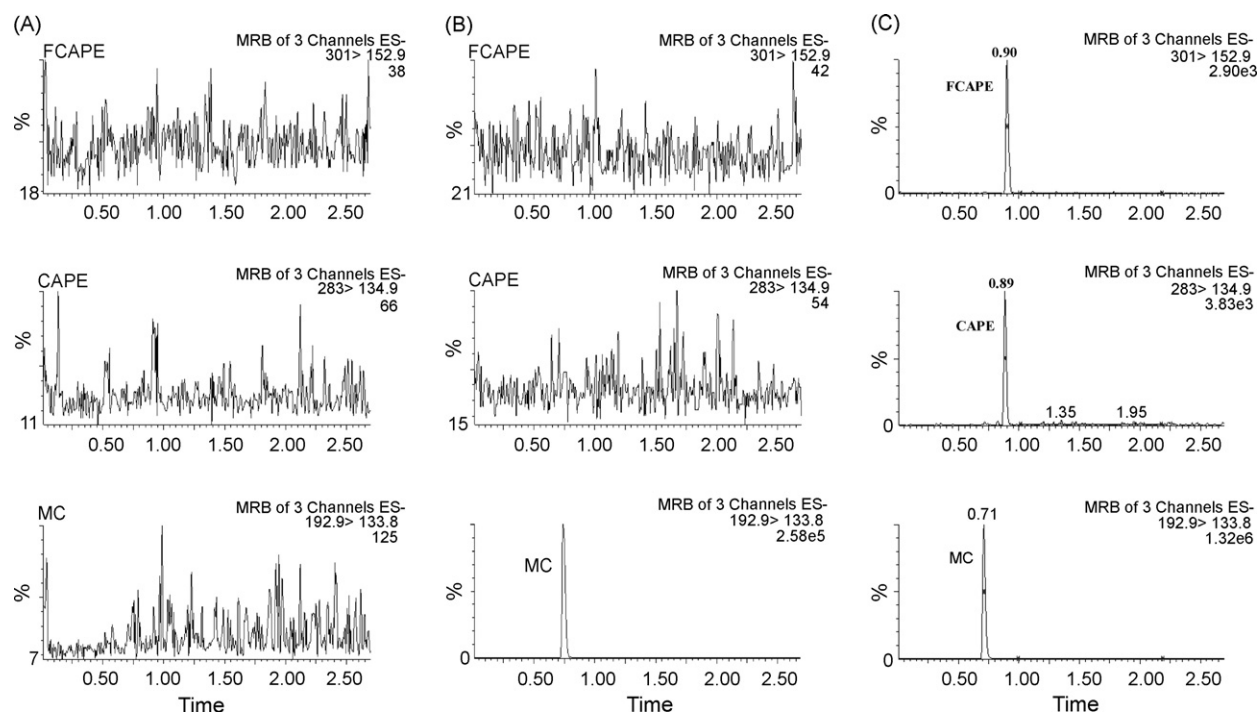 (A)
FCAPE
MRB of 3 Channels ES-
301> 152.9
38
%
18
0.50 1.00 1.50 2.00 2.50
CAPE
MRB of 3 Channels ES-
283> 134.9
66
%
11
0.50 1.00 1.50 2.00 2.50
MC
MRB of 3 Channels ES-
192.9> 133.8
125
%
7
0.50 1.00 1.50 2.00 2.50
Time
(B)
FCAPE
MRB of 3 Channels ES-
301> 152.9
42
%
21
0.50 1.00 1.50 2.00 2.50
CAPE
MRB of 3 Channels ES-
283> 134.9
54
%
15
0.50 1.00 1.50 2.00 2.50
MRB of 3 Channels ES-
192.9> 133.8
2.58e5
MC
%
0
0.50 1.00 1.50 2.00 2.50
Time
(C)
0.90
MRB of 3 Channels ES-
301> 152.9
2.90e3
FCAPE
%
0
0.50 1.00 1.50 2.00 2.50
0.89
MRB of 3 Channels ES-
283> 134.9
3.83e3
CAPE
%
1.35 1.95
0
0.50 1.00 1.50 2.00 2.50
0.71
MRB of 3 Channels ES-
192.9> 133.8
1.32e6
MC
%
0
0.50 1.00 1.50 2.00 2.50
Time